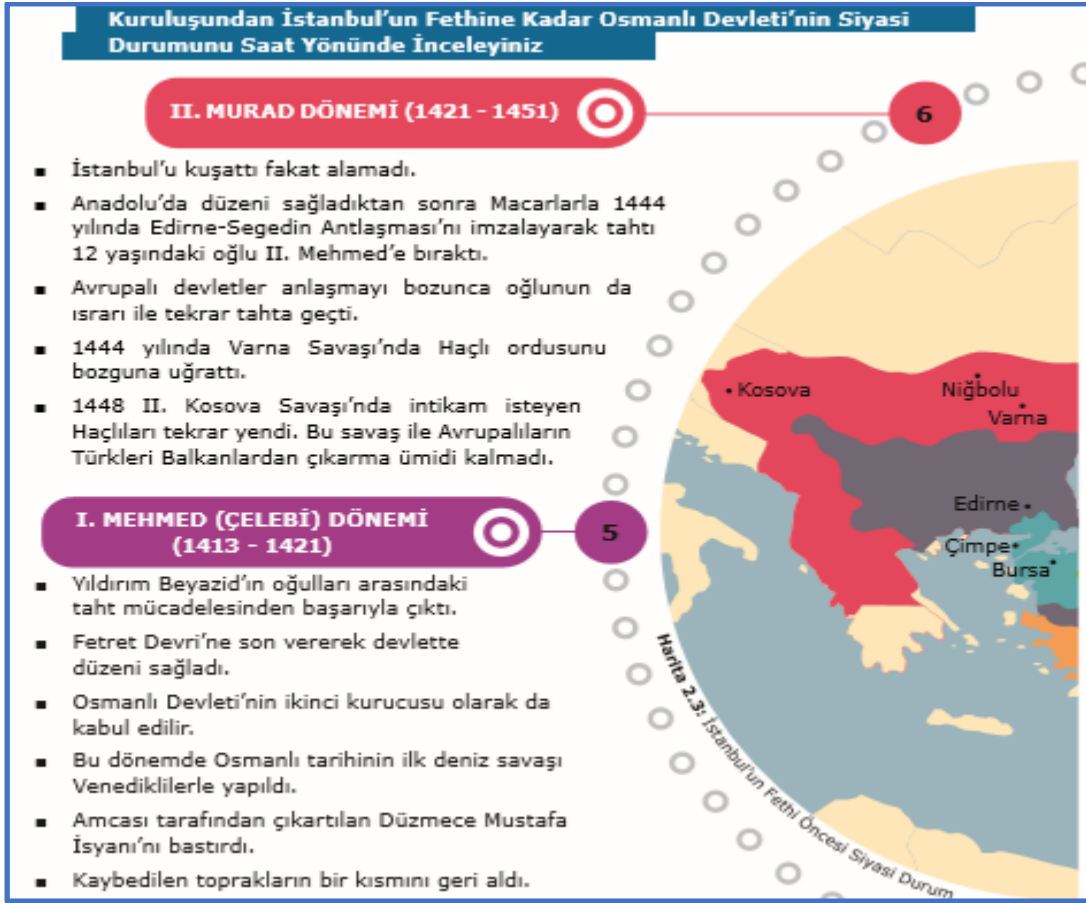 Kuruluşundan İstanbul’un Fethine Kadar Osmanlı Devleti’nin Siyasi
Durumunu Saat Yönünde İnceleyiniz
II. MURAD DÖNEMİ (1421 - 1451)
6
▪ İstanbul’u kuşattı fakat alamadı.
▪ Anadolu’da düzeni sağladıktan sonra Macarlarla 1444
yılında Edirne-Segedin Antlaşması’nı imzalayarak tahtı
12 yaşındaki oğlu II. Mehmed’e bıraktı.
▪ Avrupalı devletler anlaşmayı bozunca oğlunun da
ısrarı ile tekrar tahta geçti.
▪ 1444 yılında Varna Savaşı’nda Haçlı ordusunu
bozguna uğrattı.
▪ 1448 II. Kosova Savaşı’nda intikam isteyen
Haçlıları tekrar yendi. Bu savaş ile Avrupalıların
Türkleri Balkanlardan çıkarma ümidi kalmadı.
I. MEHMED (ÇELEBİ) DÖNEMİ
(1413 - 1421)
5
▪ Yıldırım Beyazid’ın oğulları arasındaki
taht mücadelesinden başarıyla çıktı.
▪ Fetret Devri’ne son vererek devlette
düzeni sağladı.
▪ Osmanlı Devleti’nin ikinci kurucusu olarak da
kabul edilir.
▪ Bu dönemde Osmanlı tarihinin ilk deniz savaşı
Venediklilerle yapıldı.
▪ Amcası tarafından çıkartılan Düzmece Mustafa
İsyanı’nı bastırdı.
▪ Kaybedilen toprakların bir kısmını geri aldı.
Kosova
Niğbolu
Varna
Edirne
Çimpe
Bursa
Harita 2.3: İstanbul’un Fethi Öncesi Siyasi Durum